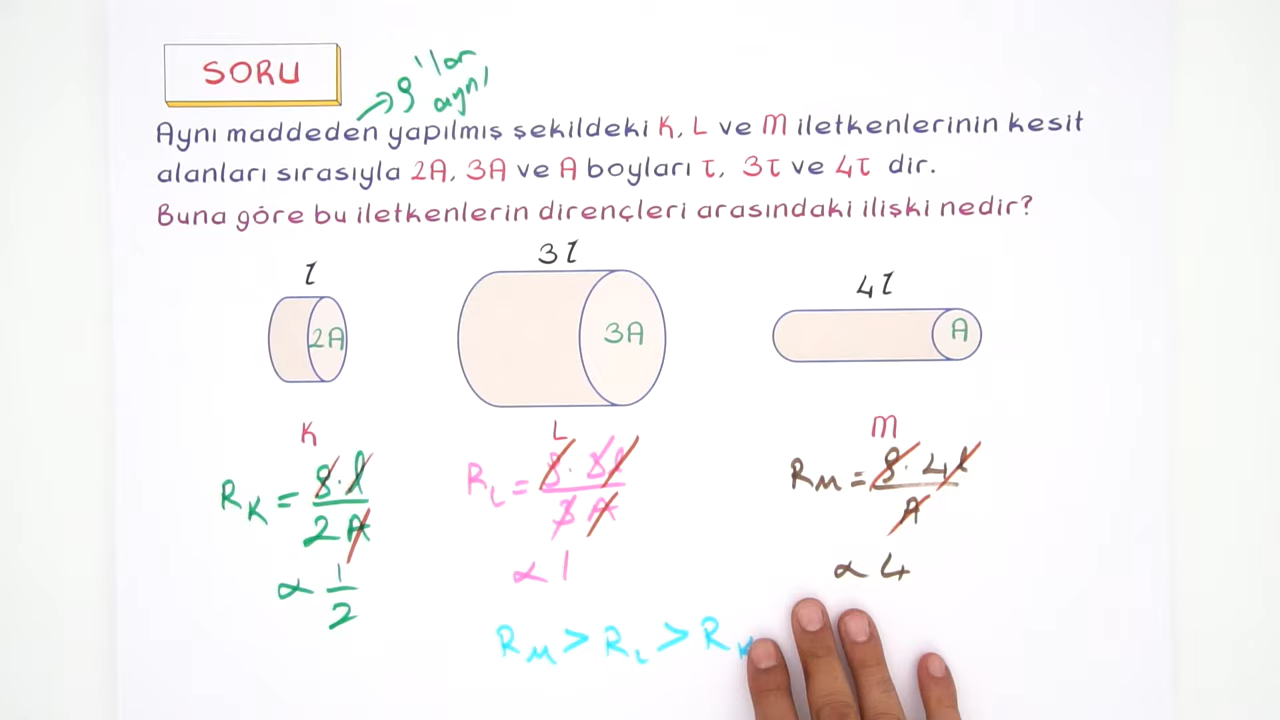 SORU
ρ'lar
aynı
Aynı maddeden yapılmış şekildeki K, L ve M iletkenlerinin kesit
alanları sırasıyla 2A, 3A ve A boyları l, 3l ve 4l dir.
Buna göre bu iletkenlerin dirençleri arasındaki ilişki nedir?
l 3l 4l
2A 3A A
K L M
R_K = ρ·l / 2A
R_L = ρ·3l / 3A
R_M = ρ·4l / A
∝ 1/2
∝ 1
∝ 4
R_M > R_L > R_K